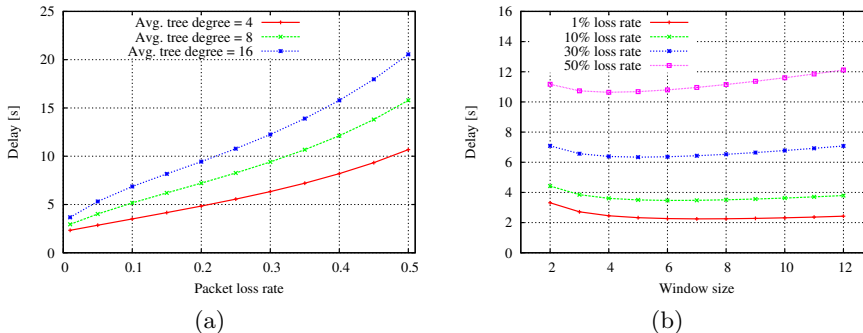 Avg. tree degree = 4
Avg. tree degree = 8
Avg. tree degree = 16
25
20
15
10
5
0
Delay [s]
0 0.1 0.2 0.3 0.4 0.5
Packet loss rate
(a)
1% loss rate
10% loss rate
30% loss rate
50% loss rate
16
14
12
10
8
6
4
2
0
Delay [s]
2 4 6 8 10 12
Window size
(b)